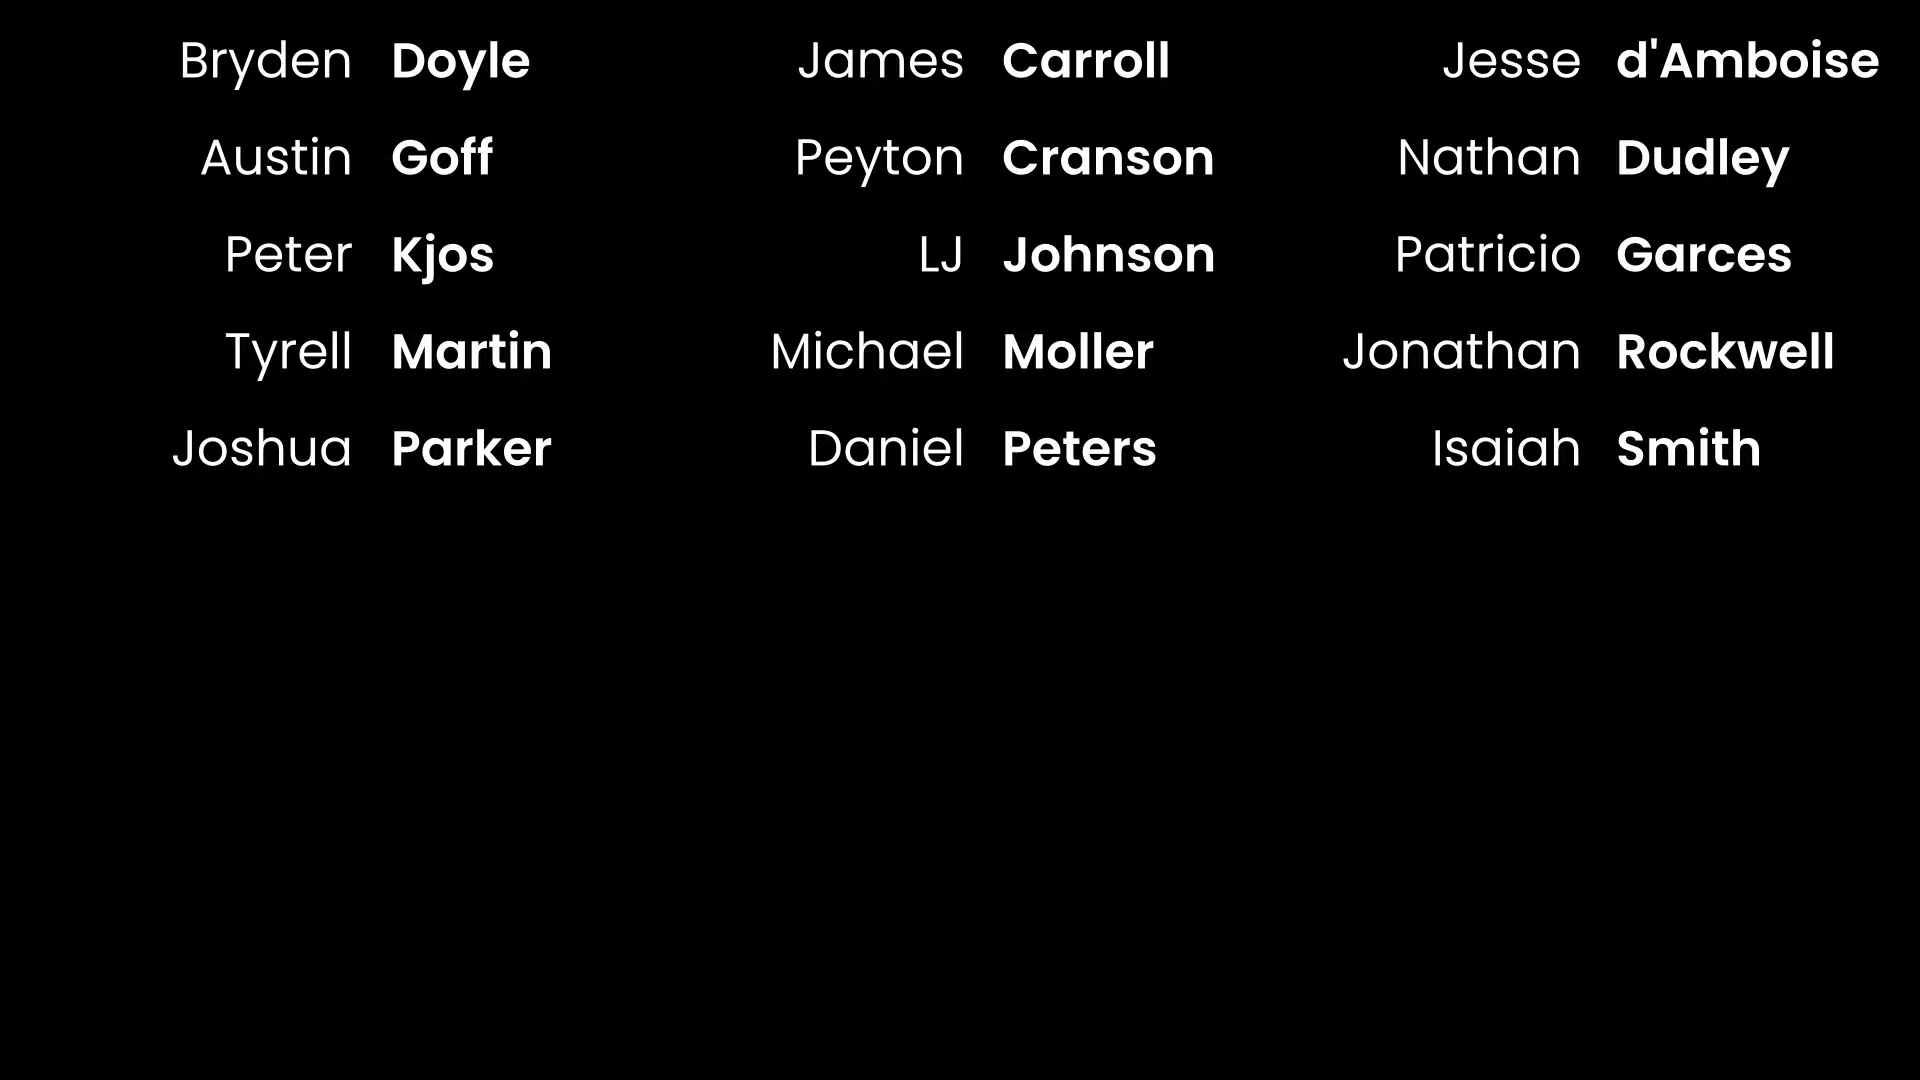 Bryden Doyle James Carroll Jesse d'Amboise
Austin Goff Peyton Cranson Nathan Dudley
Peter Kjos LJ Johnson Patricio Garces
Tyrell Martin Michael Moller Jonathan Rockwell
Joshua Parker Daniel Peters Isaiah Smith